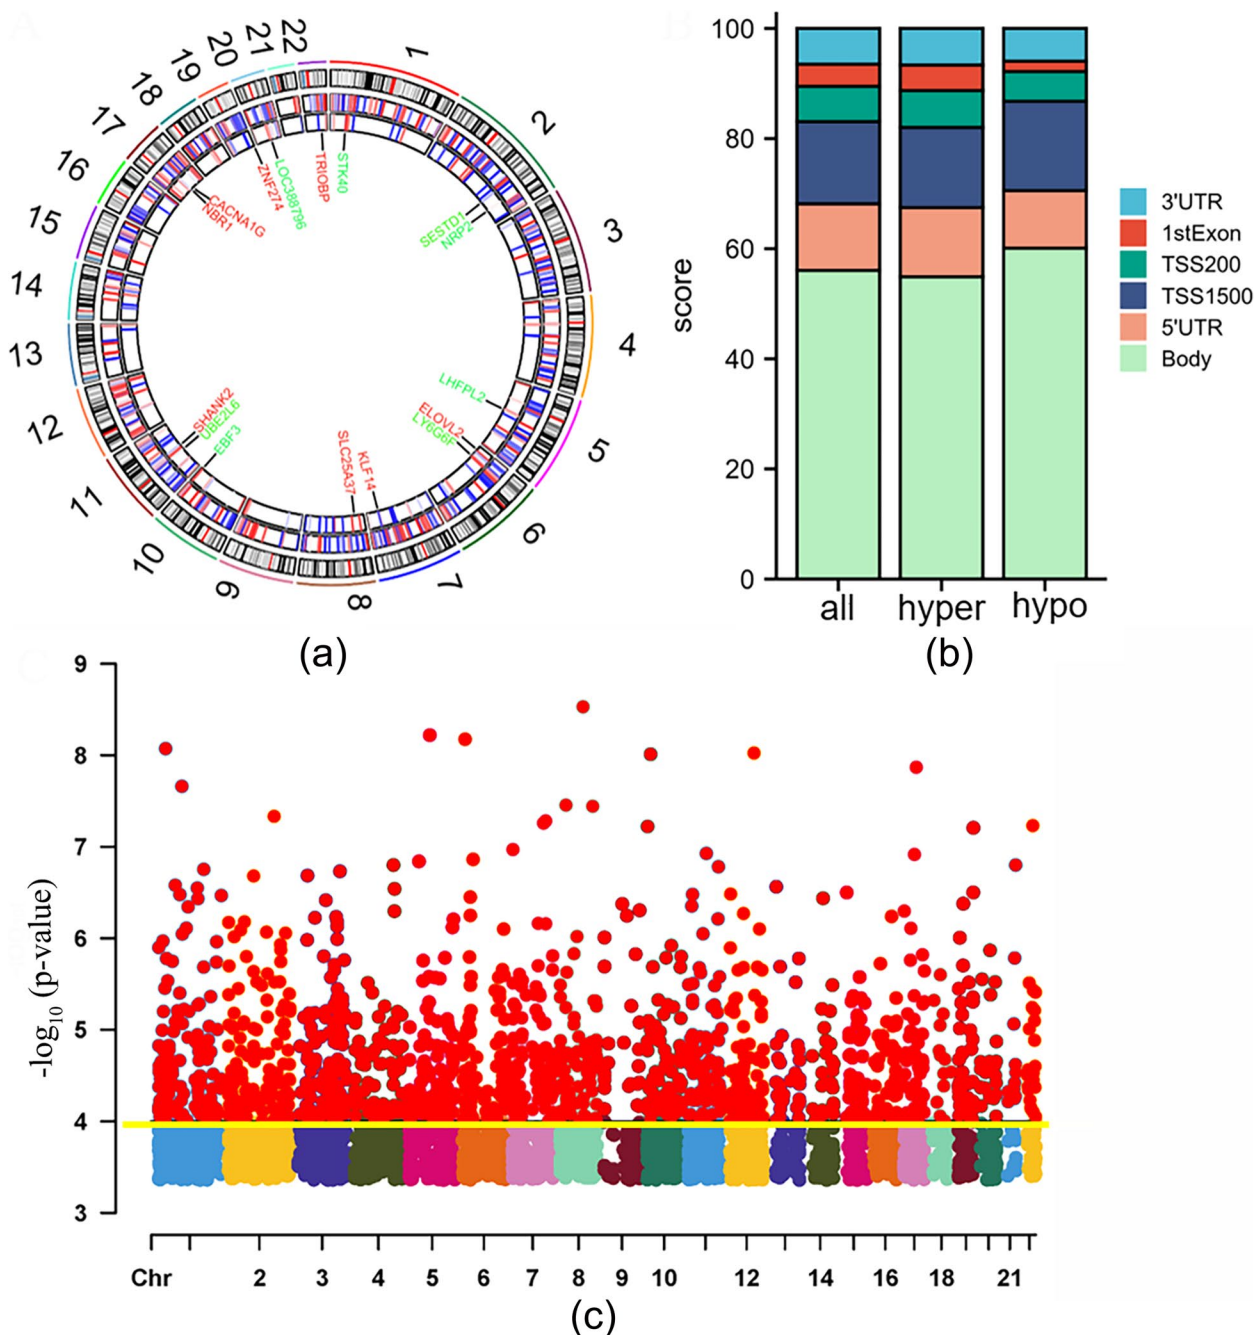 1
2
3
4
5
6
7
8
9
10
11
12
13
14
15
16
17
18
19
20
21
22
STK40
TRIOBP
LOC388796
ZNF274
CACNA1G
NBR1
SESTD1
NRP2
LHFPL2
ELOVL2
LY6G6F
KLF14
SLC25A37
EBF3
UBE2L6
SHANK2
(a)
B
100
80
60
40
20
0
score
all hyper hypo
3'UTR
1stExon
TSS200
TSS1500
5'UTR
Body
(b)
9
8
7
6
5
4
3
-log10 (p-value)
Chr 2 3 4 5 6 7 8 9 10 12 14 16 18 21
(c)